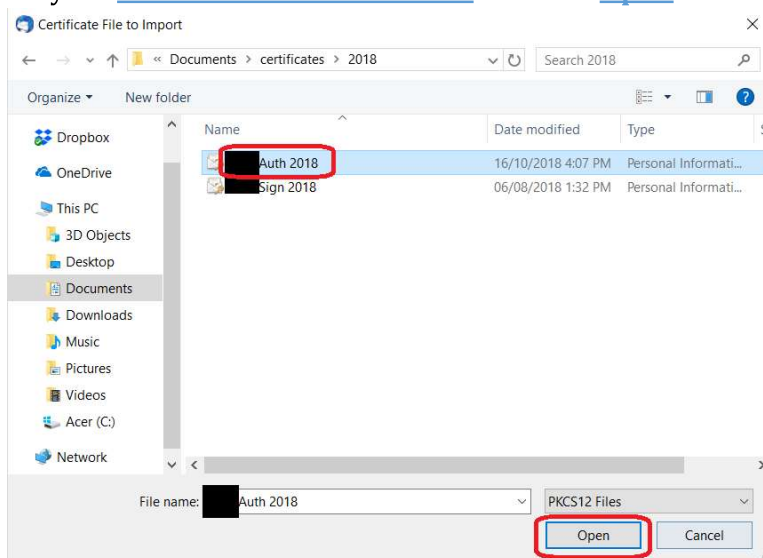 Certificate File to Import
« Documents › certificates › 2018
Search 2018
Organize
New folder
Name
Date modified
Type
Dropbox
OneDrive
This PC
3D Objects
Desktop
Documents
Downloads
Music
Pictures
Videos
Acer (C:)
Network
Auth 2018
16/10/2018 4:07 PM
Personal Informati...
Sign 2018
06/08/2018 1:32 PM
Personal Informati...
File name:
Auth 2018
PKCS12 Files
Open
Cancel